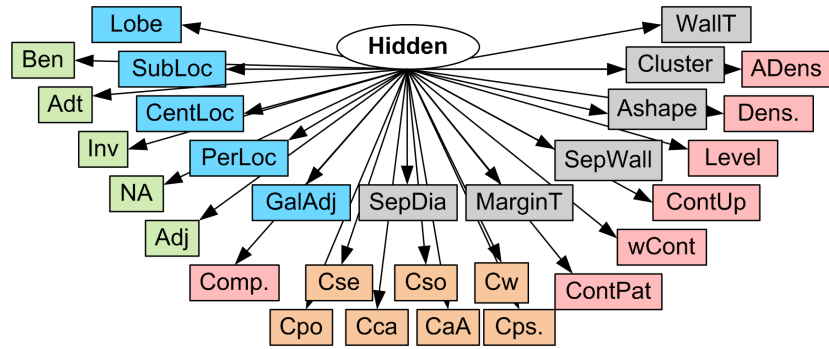 Lobe
Hidden
WallT
Ben
SubLoc
Cluster
ADens
Adt
CentLoc
Ashape
Dens.
Inv
PerLoc
SepWall
Level
NA
GalAdj
SepDia
MarginT
ContUp
Adj
wCont
Comp.
Cse
Cso
Cw
ContPat
Cpo
Cca
CaA
Cps.